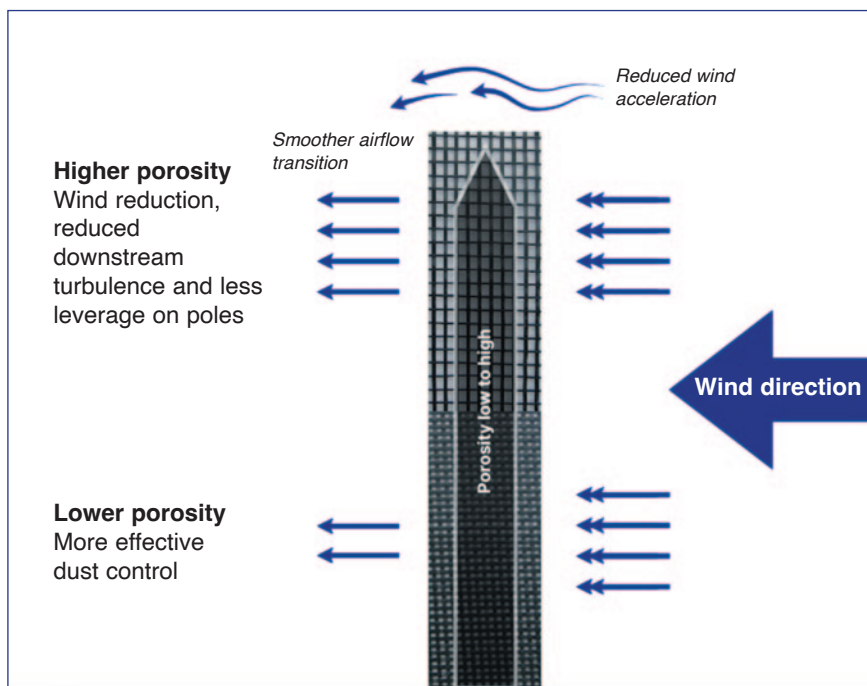 Reduced wind
acceleration
Smoother airflow
transition
Higher porosity
Wind reduction,
reduced
downstream
turbulence and less
leverage on poles
Wind direction
Porosity low to high
Lower porosity
More effective
dust control